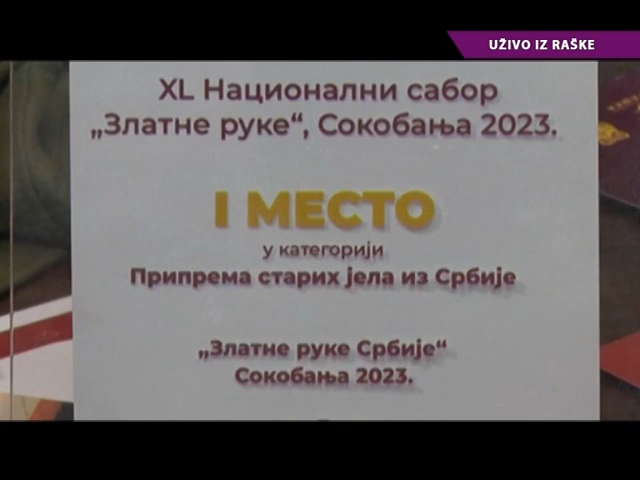 UŽIVO IZ RAŠKE
XL Национални сабор
„Златне руке“, Сокобања 2023.
I МЕСТО
у категорији
Припрема старих јела из Србије
„Златне руке Србије“
Сокобања 2023.